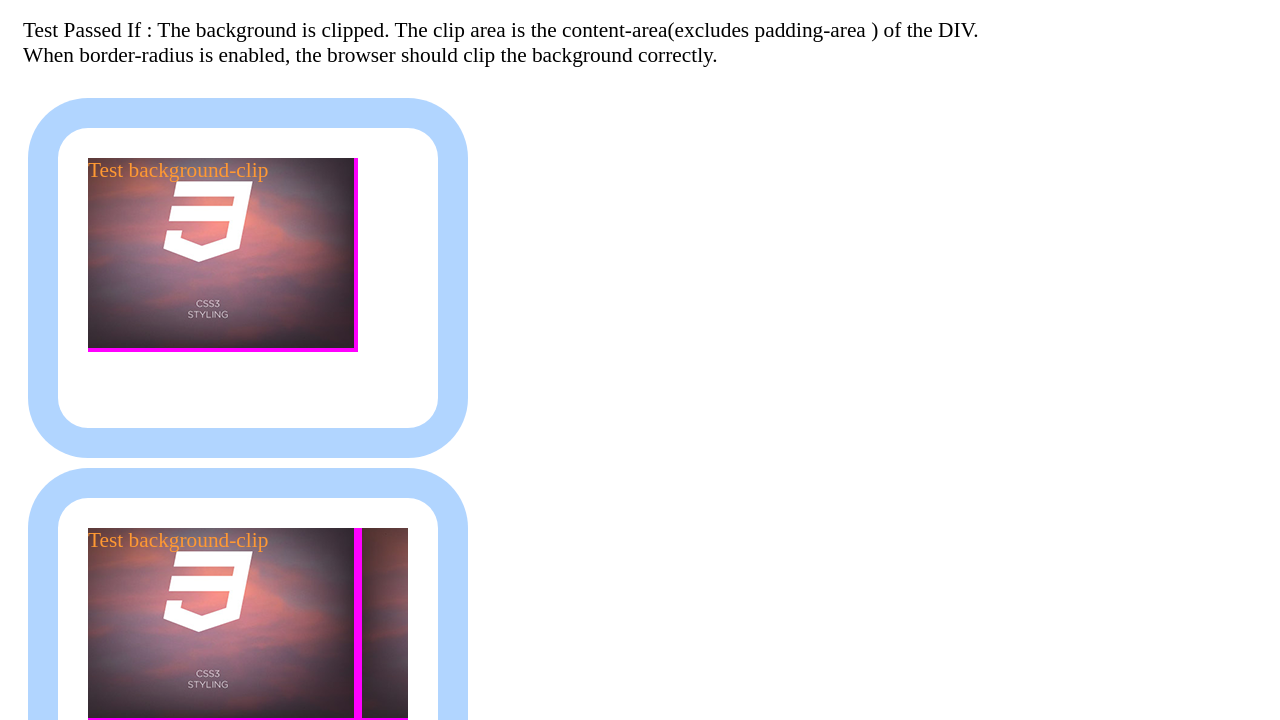 Test Passed If : The background is clipped. The clip area is the content-area(excludes padding-area ) of the DIV.
When border-radius is enabled, the browser should clip the background correctly.
Test background-clip
CSS3
STYLING
Test background-clip
CSS3
STYLING